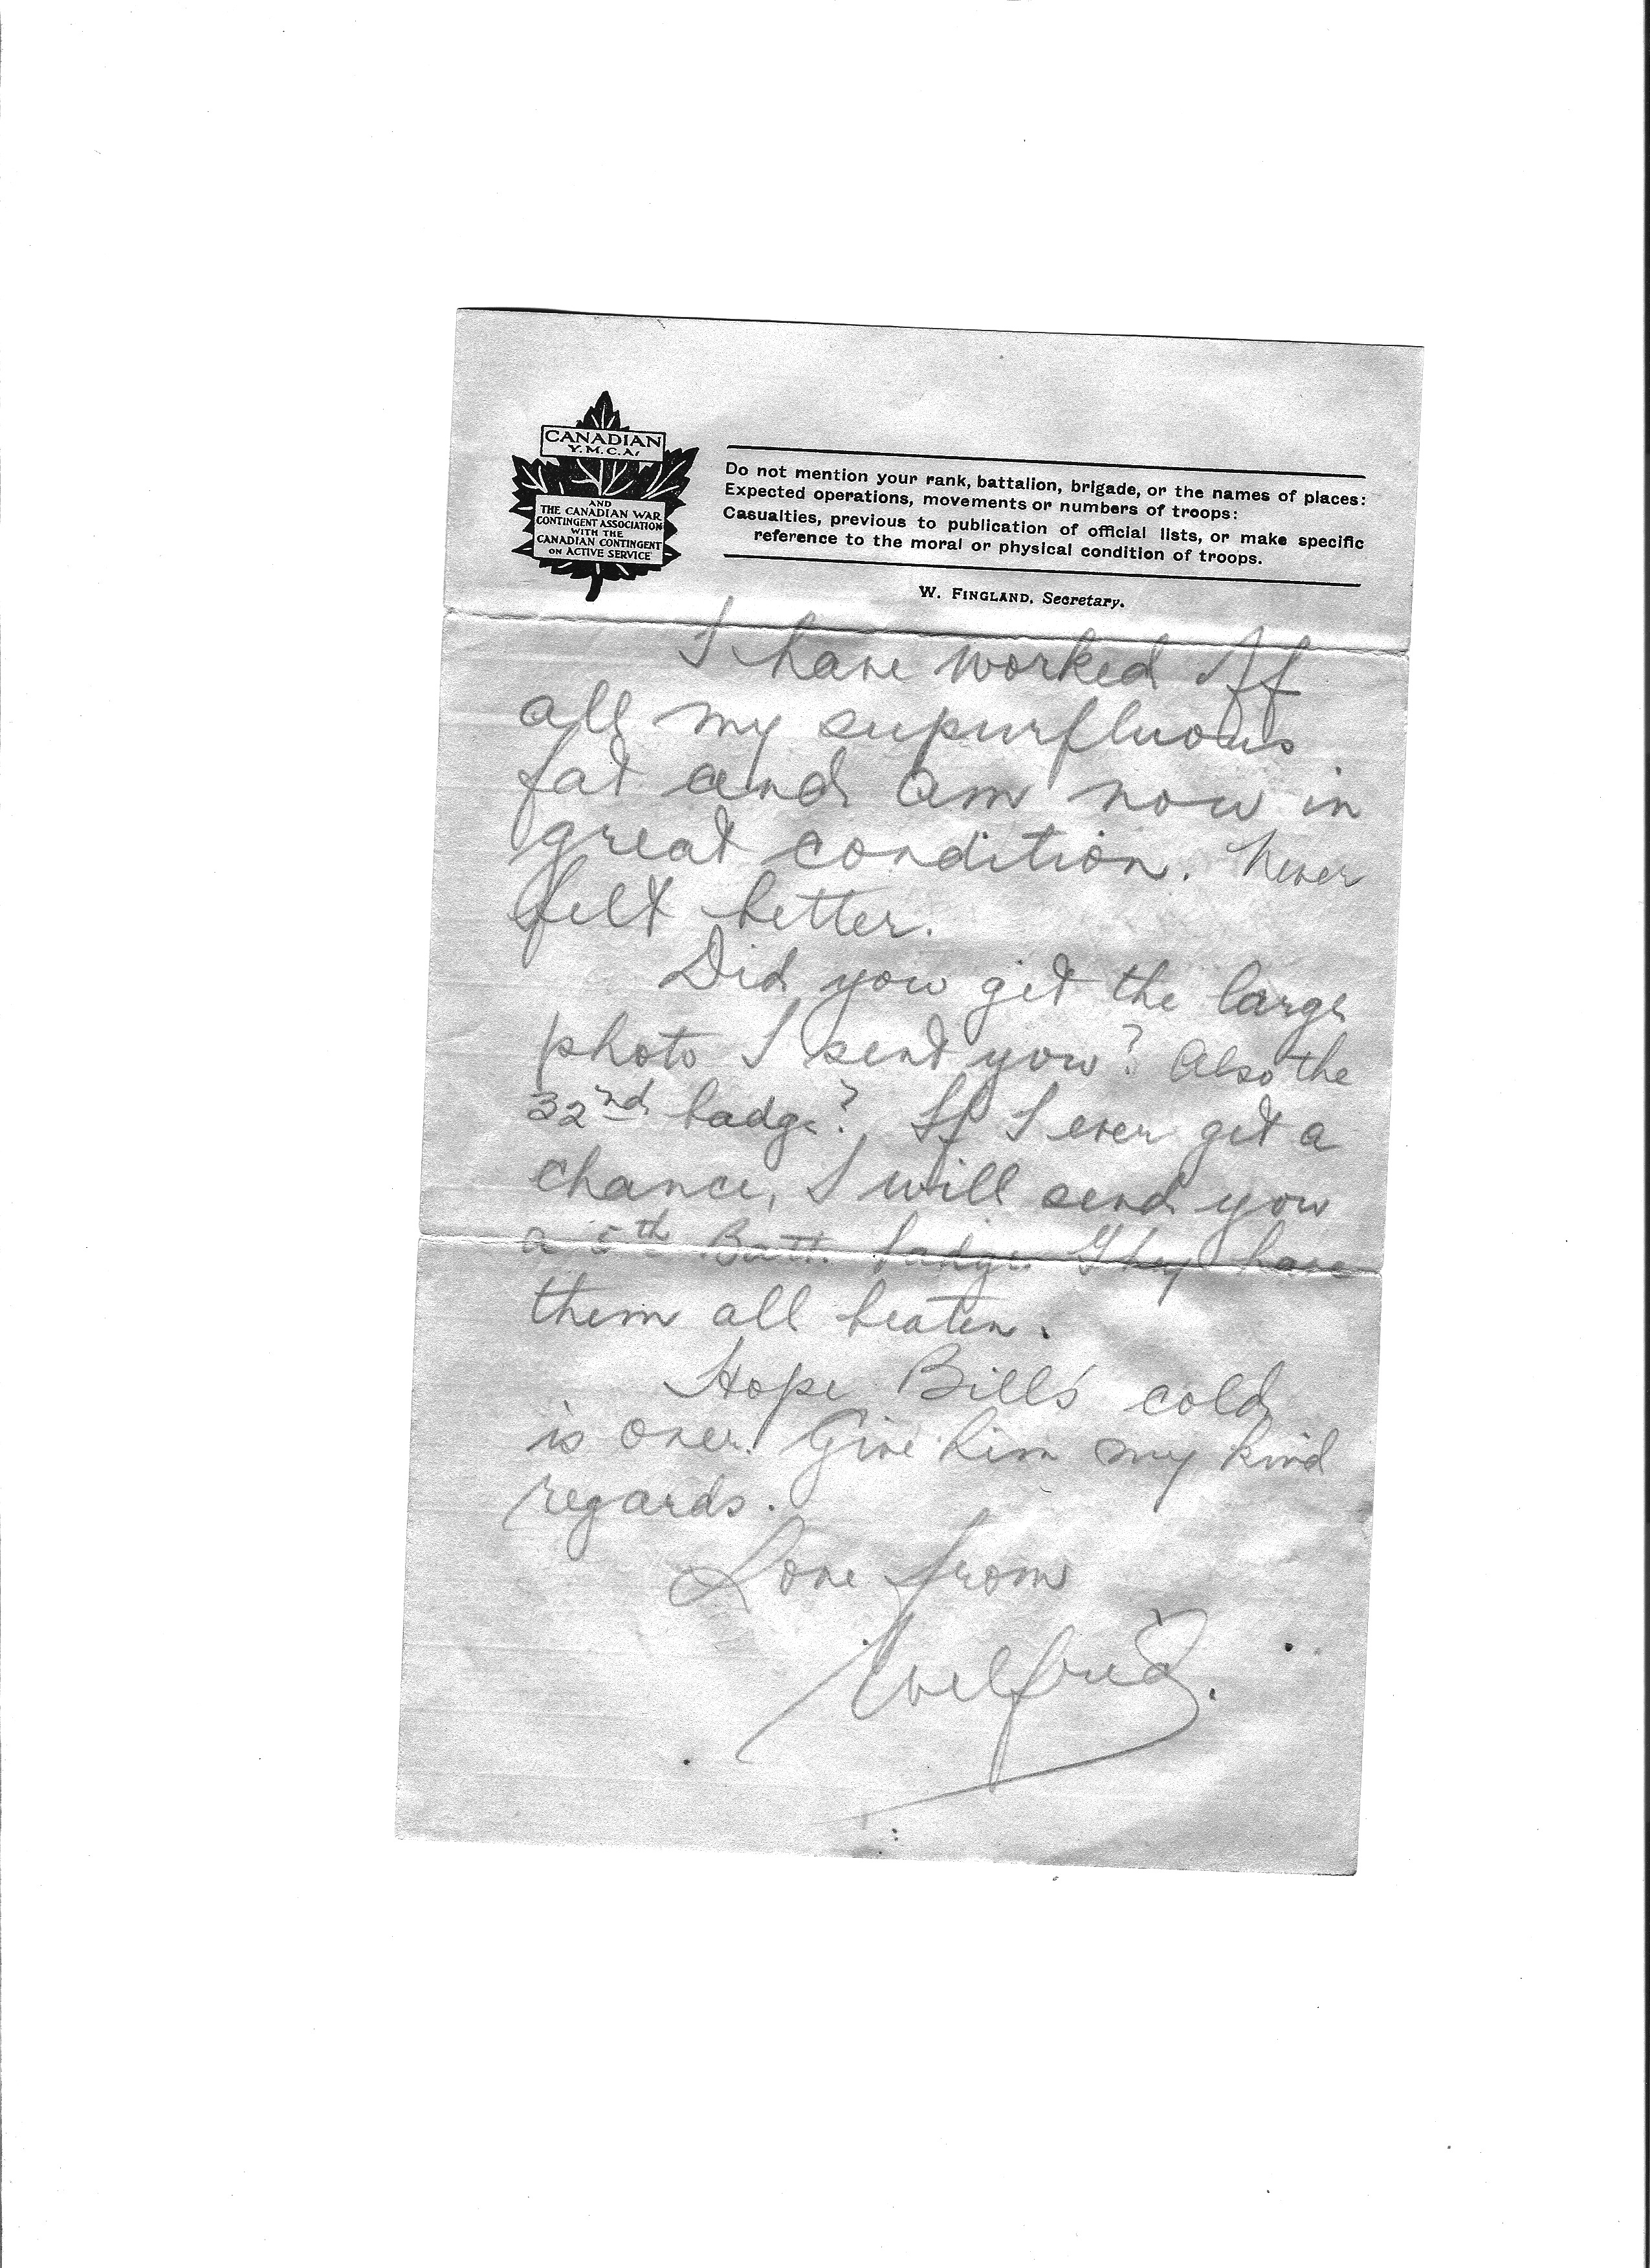 CANADIAN
Y.M.C.A.
AND
THE CANADIAN WAR
CONTINGENT ASSOCIATION
WITH THE
CANADIAN CONTINGENT
ON ACTIVE SERVICE
Do not mention your rank, battalion, brigade, or the names of places:
Expected operations, movements or numbers of troops:
Casualties, previous to publication of official lists, or make specific
reference to the moral or physical condition of troops.
W. FINGLAND, Secretary.
I have worked off
all my supurfluous
fat and am now in
great condition. Never
felt better.
Did you get the large
photo I sent you? Also the
32nd badge? If I ever get a
chance, I will send you
a 5th Batt. badge. They have
them all beaten.
Hope Bill's cold
is over. Give him my kind
regards.
Love from
Wilfrid.